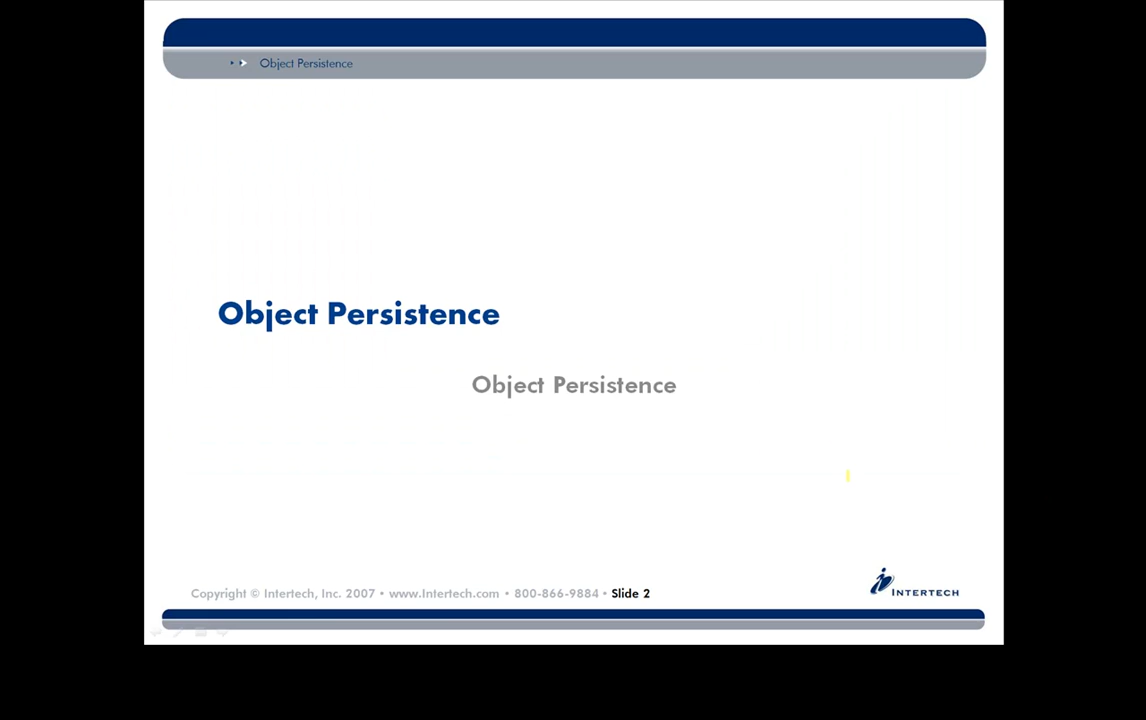 Object Persistence
Object Persistence
Object Persistence
Copyright © Intertech, Inc. 2007 • www.Intertech.com • 800-866-9884 • Slide 2
INTERTECH